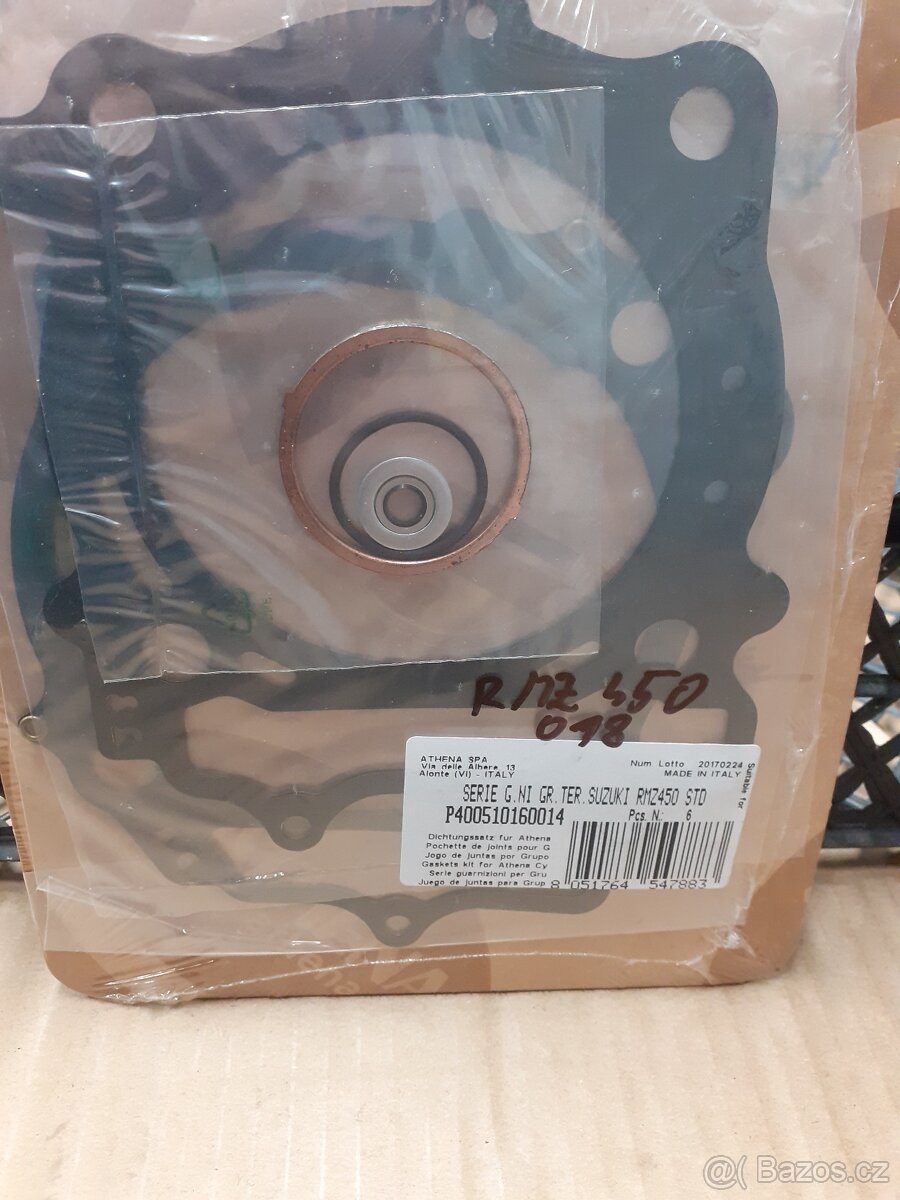 RMZ 450
018
ATHENA SPA
Via delle Albere, 13
Alonte (VI) - ITALY
Num. Lotto 20170224
MADE IN ITALY
Suitable for
SERIE G.NI GR.TER.SUZUKI RMZ450 STD
P400510160014
Pcs. N.: 6
Dichtungssatz fur Athena
Pochette de joints pour G
Jogo de juntas por Grupo
Gaskets kit for Athena Cy
Serie guarnizioni per Gru
Juego de juntas para Grup
8 051764 547883
@( Bazos.cz